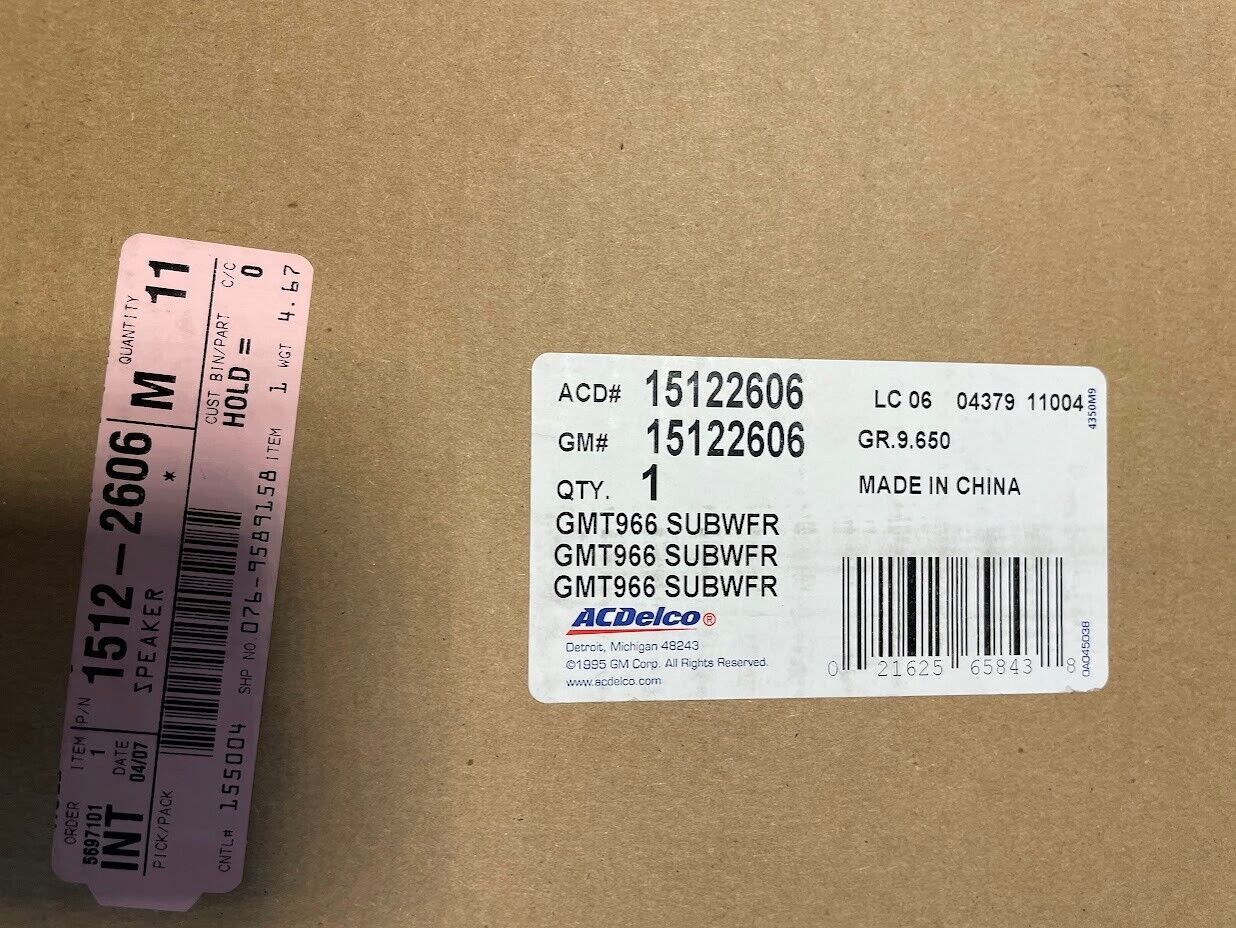 ORDER ITEM P/N QUANTITY
5697101 1 1512-2606 M 11
INT DATE 04/07 SPEAKER *
PICK/PACK CUST BIN/PART C/C
HOLD = 0
CNTL# 155004 SHP NO 076-9589158 ITEM 1 WGT 4.67
ACD# 15122606 LC 06 04379 11004
GM# 15122606 GR.9.650
QTY. 1 MADE IN CHINA
GMT966 SUBWFR
GMT966 SUBWFR
GMT966 SUBWFR
ACDelco®
Detroit, Michigan 48243
©1995 GM Corp. All Rights Reserved.
www.acdelco.com
0 21625 65843 8
4350M9
0A045038